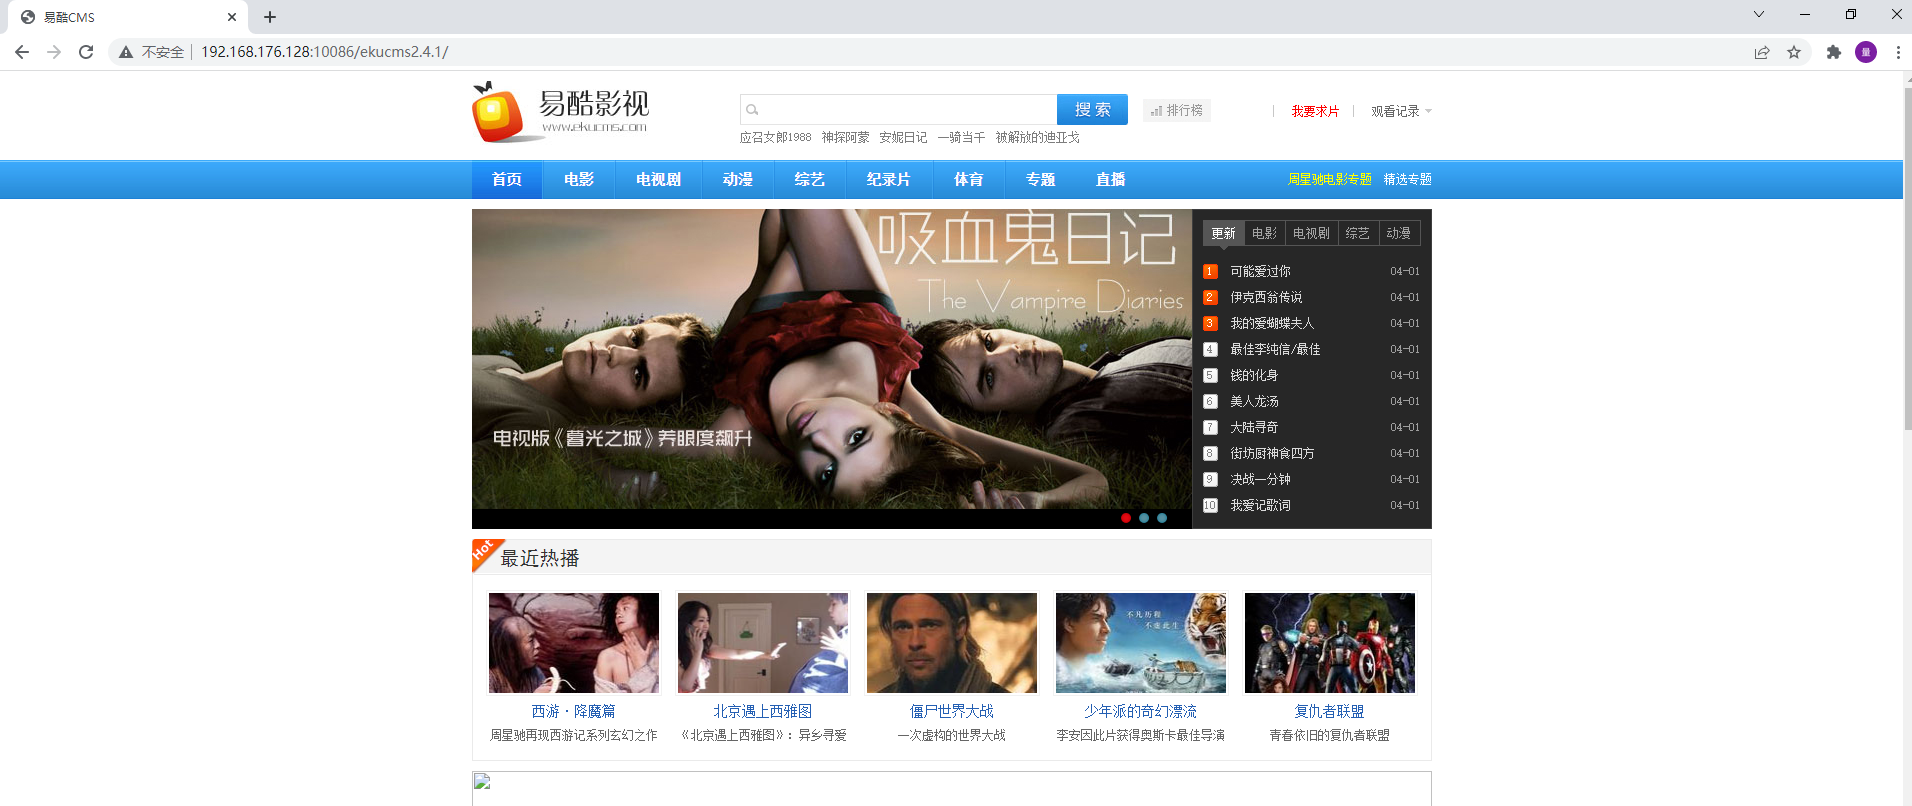 易酷CMS
不安全 192.168.176.128:10086/ekucms2.4.1/
量
易酷影视
www.ekucms.com
搜 索
排行榜
我要求片
观看记录
应召女郎1988 神探阿蒙 安妮日记 一骑当千 被解放的迪亚戈
首页 电影 电视剧 动漫 综艺 纪录片 体育 专题 直播
周星驰电影专题 精选专题
吸血鬼日记
The Vampire Diaries
电视版《暮光之城》养眼度飙升
更新 电影 电视剧 综艺 动漫
1 可能爱过你 04-01
2 伊克西翁传说 04-01
3 我的爱蝴蝶夫人 04-01
4 最佳李纯信/最佳 04-01
5 钱的化身 04-01
6 美人龙汤 04-01
7 大陆寻奇 04-01
8 街坊厨神食四方 04-01
9 决战一分钟 04-01
10 我爱记歌词 04-01
Hot
最近热播
不凡历程
不虚此生
西游·降魔篇 北京遇上西雅图 僵尸世界大战 少年派的奇幻漂流 复仇者联盟
周星驰再现西游记系列玄幻之作 《北京遇上西雅图》：异乡寻爱 一次虚构的世界大战 李安因此片获得奥斯卡最佳导演 青春依旧的复仇者联盟